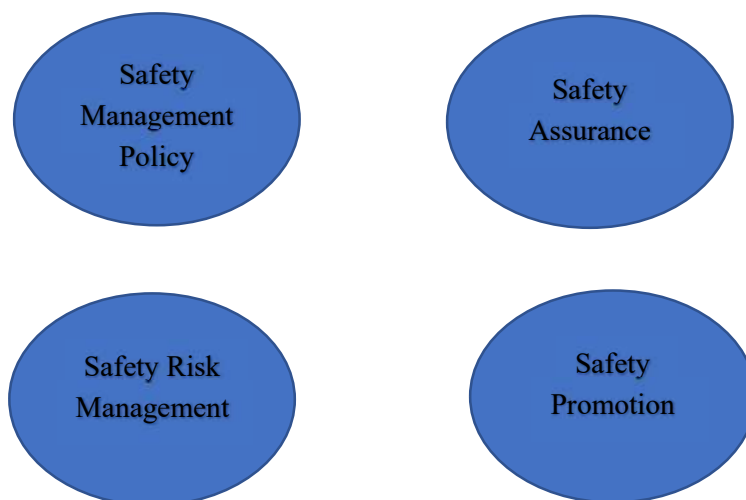 Safety
Management
Policy
Safety
Assurance
Safety Risk
Management
Safety
Promotion